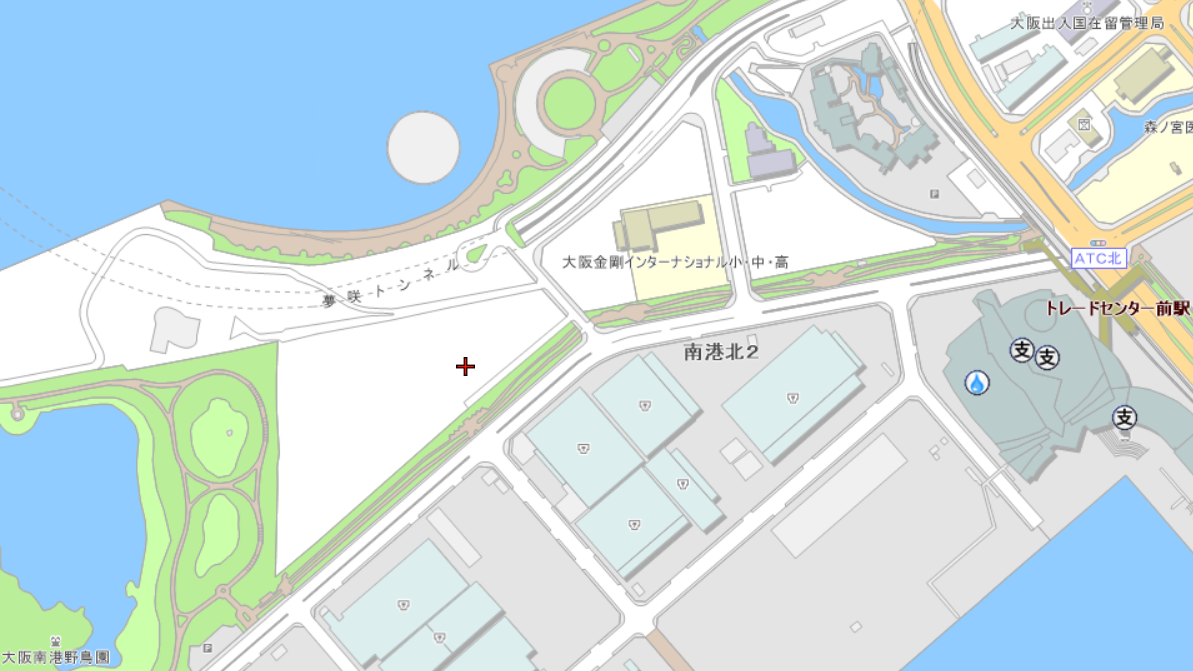 大阪出入国在留管理局
森ノ宮医
大阪金剛インターナショナル小・中・高
ATC北
夢咲トンネル
トレードセンター前駅
南港北2
支
支
支
P
P
大阪南港野鳥園